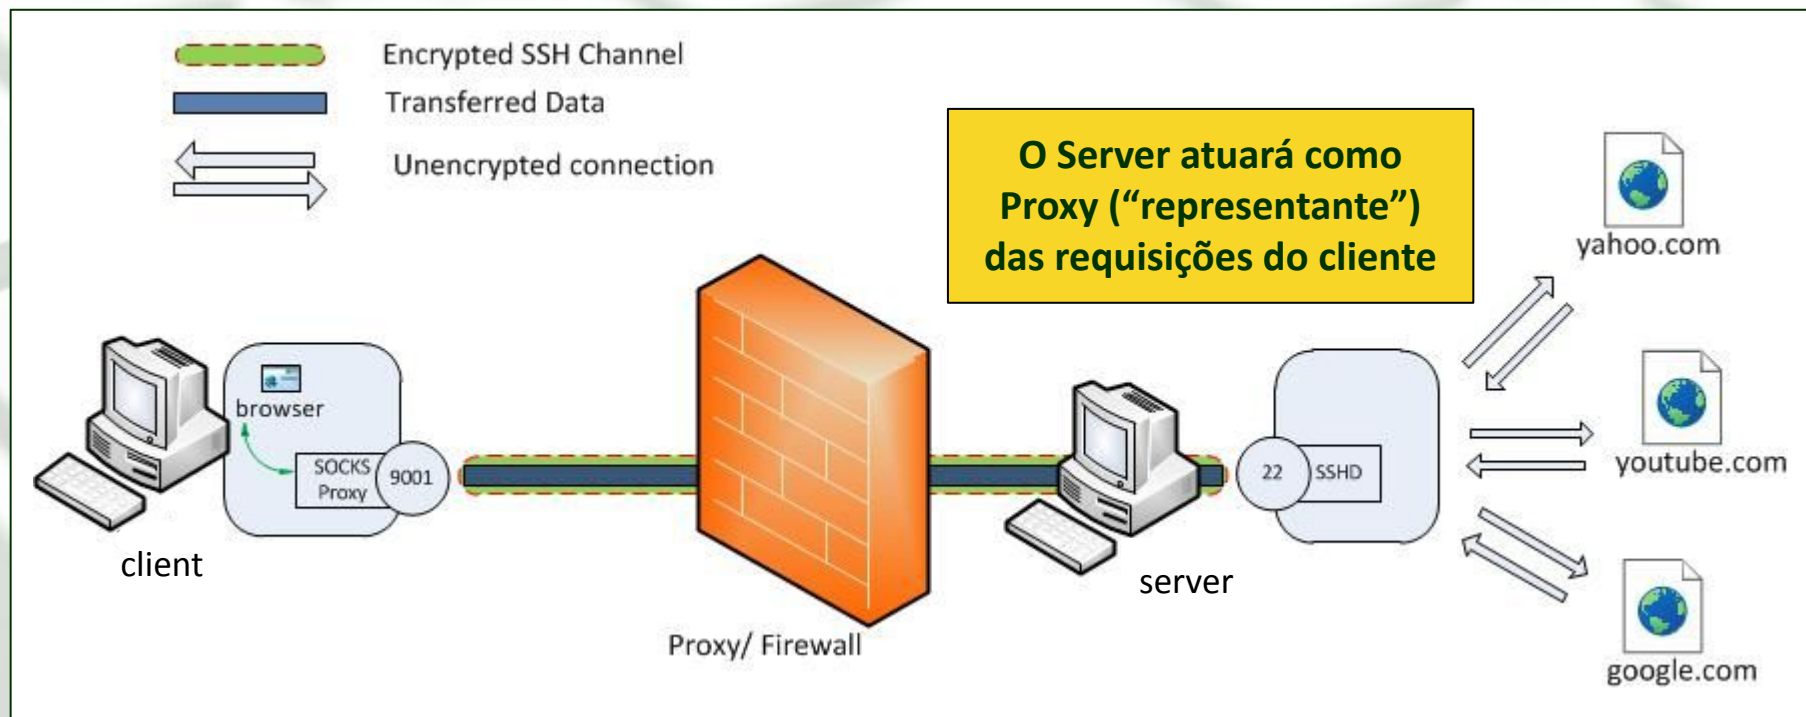 Encrypted SSH Channel
Transferred Data
Unencrypted connection
O Server atuará como
Proxy (“representante”)
das requisições do cliente
yahoo.com
browser
SOCKS
Proxy
9001
22
SSHD
youtube.com
client
server
Proxy/ Firewall
google.com